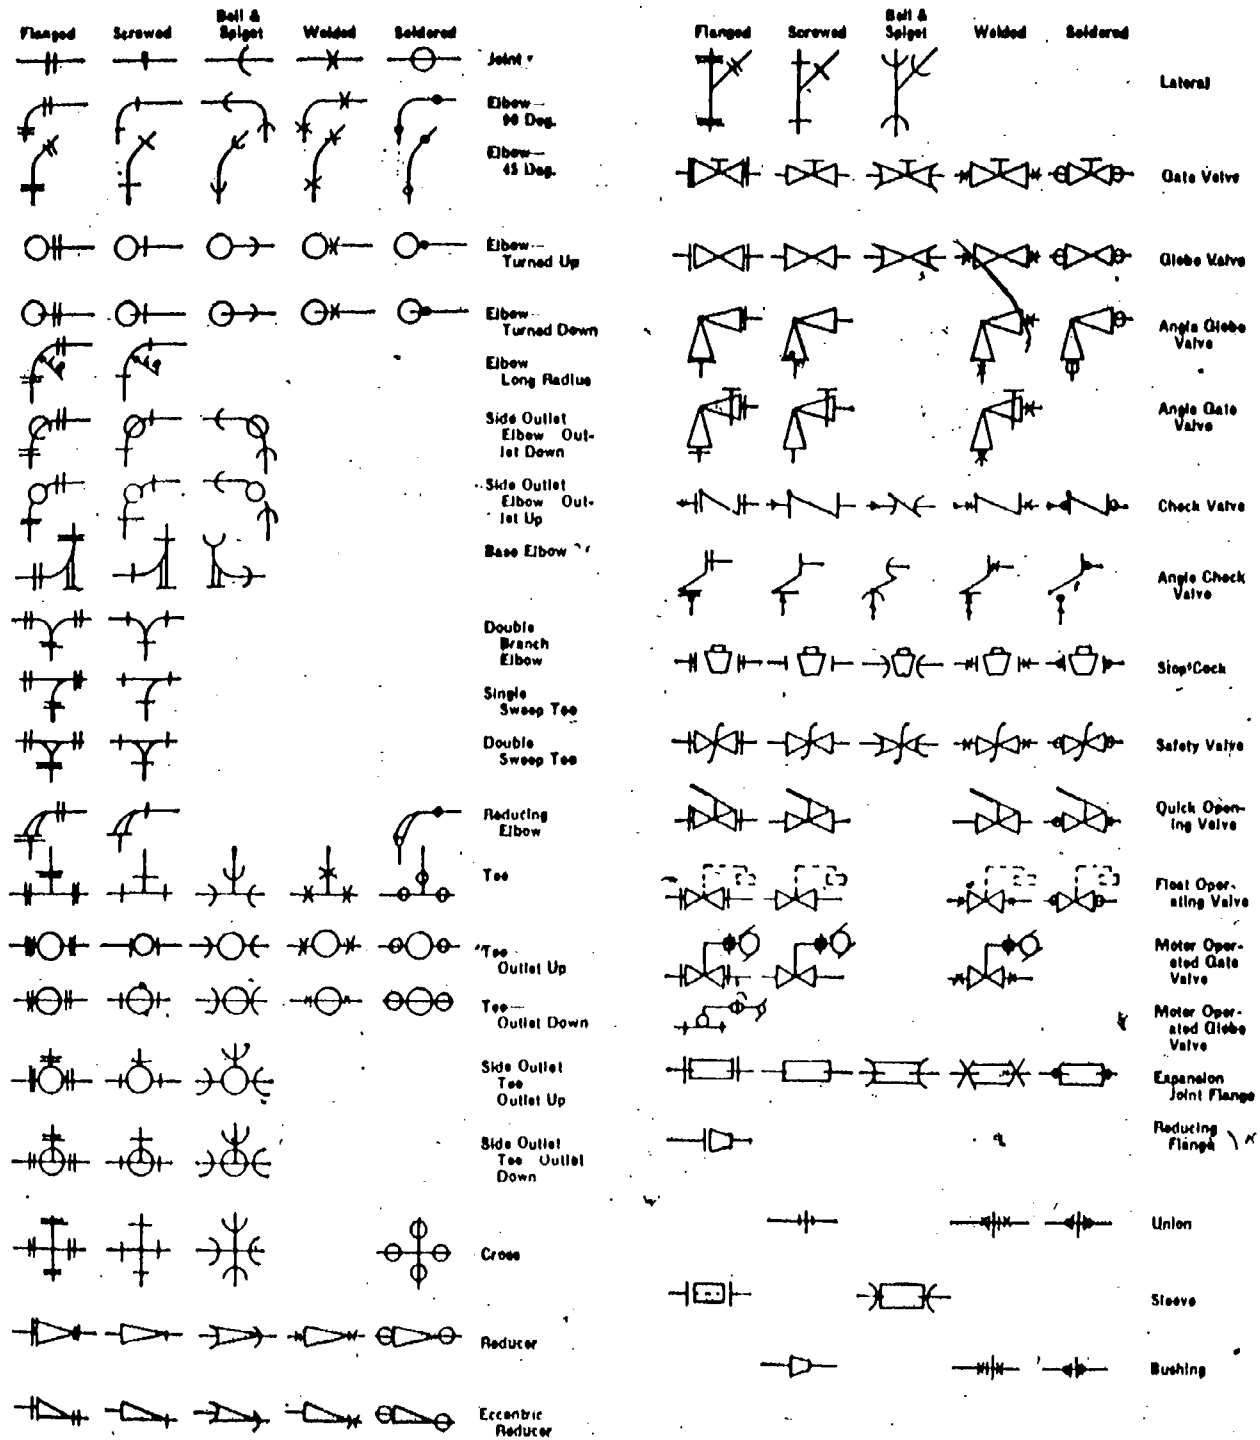 Flanged Screwed Bell & Spigot Welded Soldered
Joint
Elbow—
90 Deg.
Elbow—
45 Deg.
Elbow—
Turned Up
Elbow—
Turned Down
Elbow
Long Radius
Side Outlet
Elbow Out-
let Down
Side Outlet
Elbow Out-
let Up
Base Elbow
Double
Branch
Elbow
Single
Sweep Tee
Double
Sweep Tee
Reducing
Elbow
Tee
Tee
Outlet Up
Tee—
Outlet Down
Side Outlet
Tee
Outlet Up
Side Outlet
Tee Outlet
Down
Cross
Reducer
Eccentric
Reducer
Flanged Screwed Bell & Spigot Welded Soldered
Lateral
Gate Valve
Globe Valve
Angle Globe
Valve
Angle Gate
Valve
Check Valve
Angle Check
Valve
Stop Cock
Safety Valve
Quick Open-
ing Valve
Float Oper-
ating Valve
Motor Oper-
ated Gate
Valve
Motor Oper-
ated Globe
Valve
Expansion
Joint Flange
Reducing
Flange
Union
Sleeve
Bushing